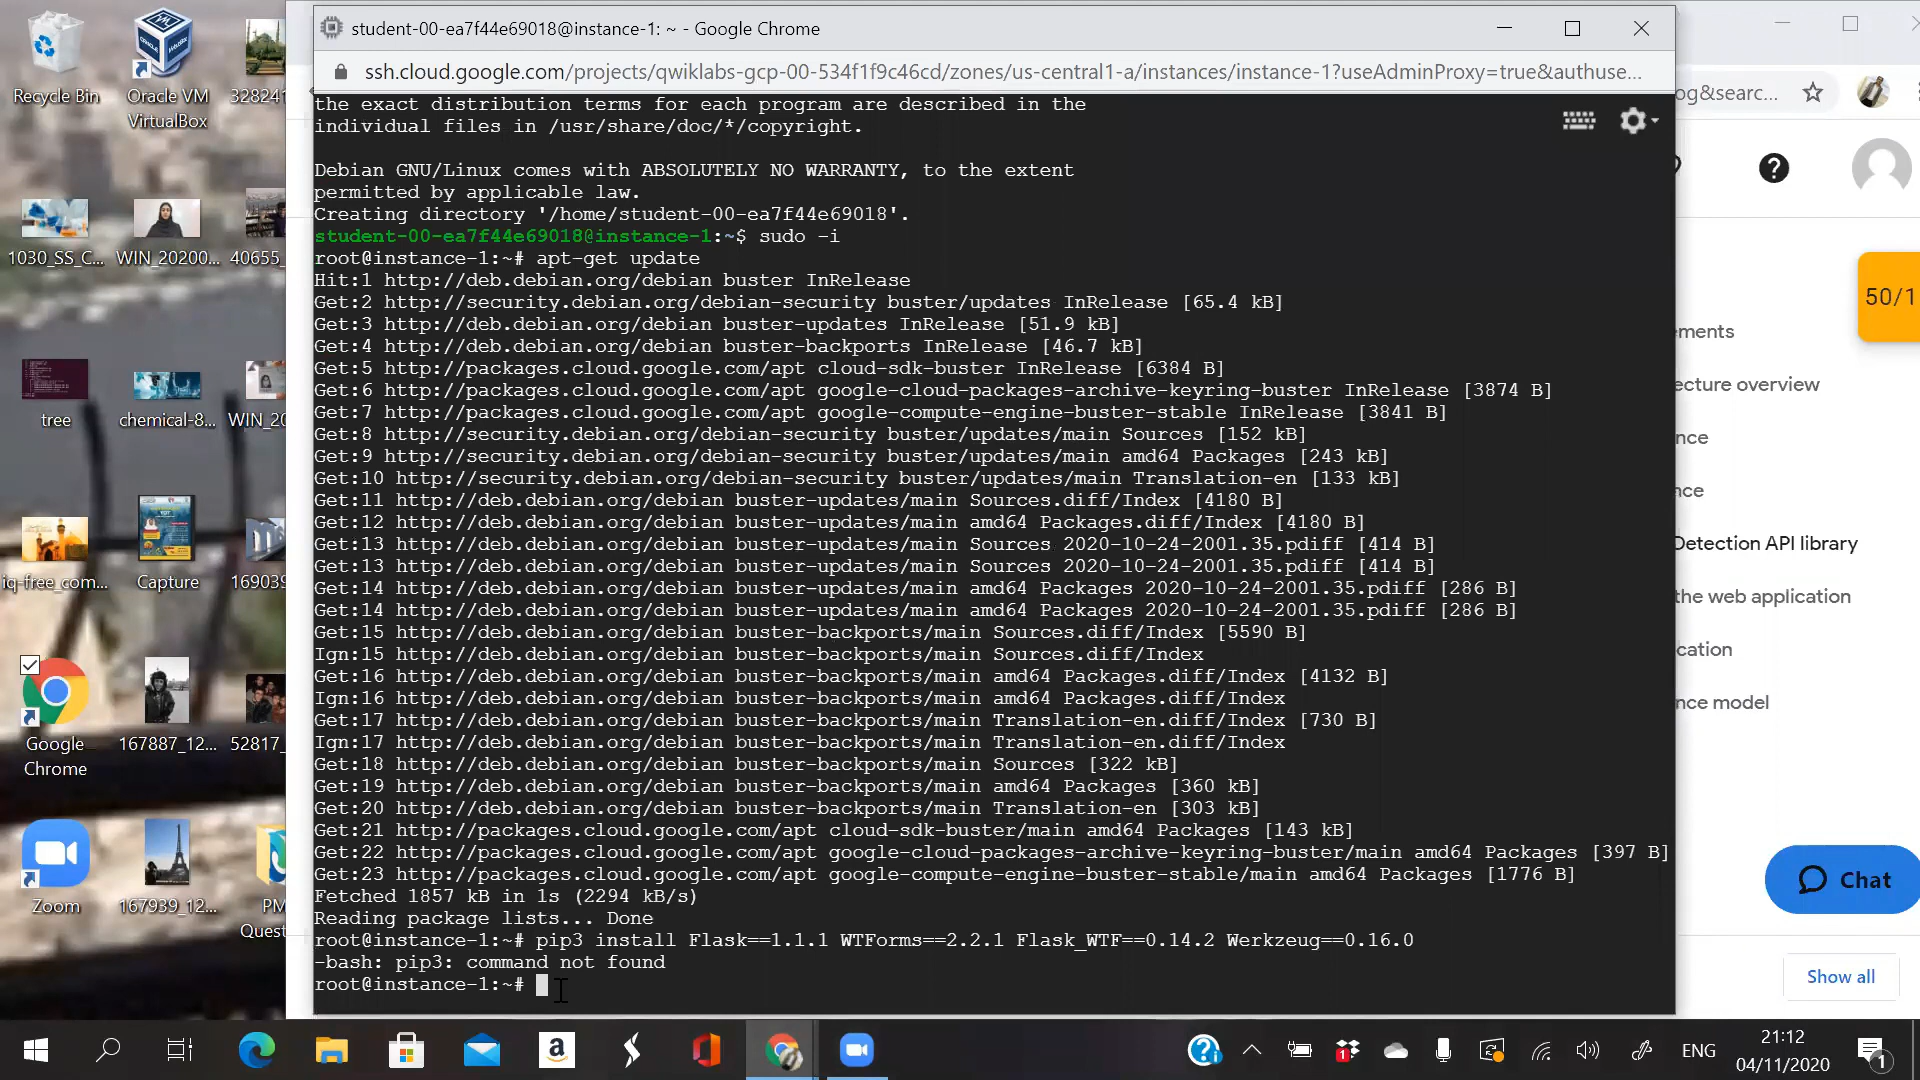 student-00-ea7f44e69018@instance-1: ~ - Google Chrome
ssh.cloud.google.com/projects/qwiklabs-gcp-00-534f1f9c46cd/zones/us-central1-a/instances/instance-1?useAdminProxy=true&authuse...
the exact distribution terms for each program are described in the
individual files in /usr/share/doc/*/copyright.
Debian GNU/Linux comes with ABSOLUTELY NO WARRANTY, to the extent
permitted by applicable law.
Creating directory '/home/student-00-ea7f44e69018'.
student-00-ea7f44e69018@instance-1:~$ sudo -i
root@instance-1:~# apt-get update
Hit:1 http://deb.debian.org/debian buster InRelease
Get:2 http://security.debian.org/debian-security buster/updates InRelease [65.4 kB]
Get:3 http://deb.debian.org/debian buster-updates InRelease [51.9 kB]
Get:4 http://deb.debian.org/debian buster-backports InRelease [46.7 kB]
Get:5 http://packages.cloud.google.com/apt cloud-sdk-buster InRelease [6384 B]
Get:6 http://packages.cloud.google.com/apt google-cloud-packages-archive-keyring-buster InRelease [3874 B]
Get:7 http://packages.cloud.google.com/apt google-compute-engine-buster-stable InRelease [3841 B]
Get:8 http://security.debian.org/debian-security buster/updates/main Sources [152 kB]
Get:9 http://security.debian.org/debian-security buster/updates/main amd64 Packages [243 kB]
Get:10 http://security.debian.org/debian-security buster/updates/main Translation-en [133 kB]
Get:11 http://deb.debian.org/debian buster-updates/main Sources.diff/Index [4180 B]
Get:12 http://deb.debian.org/debian buster-updates/main amd64 Packages.diff/Index [4180 B]
Get:13 http://deb.debian.org/debian buster-updates/main Sources 2020-10-24-2001.35.pdiff [414 B]
Get:13 http://deb.debian.org/debian buster-updates/main Sources 2020-10-24-2001.35.pdiff [414 B]
Get:14 http://deb.debian.org/debian buster-updates/main amd64 Packages 2020-10-24-2001.35.pdiff [286 B]
Get:14 http://deb.debian.org/debian buster-updates/main amd64 Packages 2020-10-24-2001.35.pdiff [286 B]
Get:15 http://deb.debian.org/debian buster-backports/main Sources.diff/Index [5590 B]
Ign:15 http://deb.debian.org/debian buster-backports/main Sources.diff/Index
Get:16 http://deb.debian.org/debian buster-backports/main amd64 Packages.diff/Index [4132 B]
Ign:16 http://deb.debian.org/debian buster-backports/main amd64 Packages.diff/Index
Get:17 http://deb.debian.org/debian buster-backports/main Translation-en.diff/Index [730 B]
Ign:17 http://deb.debian.org/debian buster-backports/main Translation-en.diff/Index
Get:18 http://deb.debian.org/debian buster-backports/main Sources [322 kB]
Get:19 http://deb.debian.org/debian buster-backports/main amd64 Packages [360 kB]
Get:20 http://deb.debian.org/debian buster-backports/main Translation-en [303 kB]
Get:21 http://packages.cloud.google.com/apt cloud-sdk-buster/main amd64 Packages [143 kB]
Get:22 http://packages.cloud.google.com/apt google-cloud-packages-archive-keyring-buster/main amd64 Packages [397 B]
Get:23 http://packages.cloud.google.com/apt google-compute-engine-buster-stable/main amd64 Packages [1776 B]
Fetched 1857 kB in 1s (2294 kB/s)
Reading package lists... Done
root@instance-1:~# pip3 install Flask==1.1.1 WTForms==2.2.1 Flask_WTF==0.14.2 Werkzeug==0.16.0
-bash: pip3: command not found
root@instance-1:~#
Recycle Bin
Oracle VM
VirtualBox
328241
1030_SS_C...
WIN_20200...
40655_
tree
chemical-8...
WIN_20
iq-free_com...
Capture
169039
Google
Chrome
167887_12...
52817_
Zoom
167939_12...
PM
Quest
og&searc...
50/1
ements
ecture overview
nce
nce
Detection API library
the web application
cation
nce model
Chat
Show all
ENG
21:12
04/11/2020
1